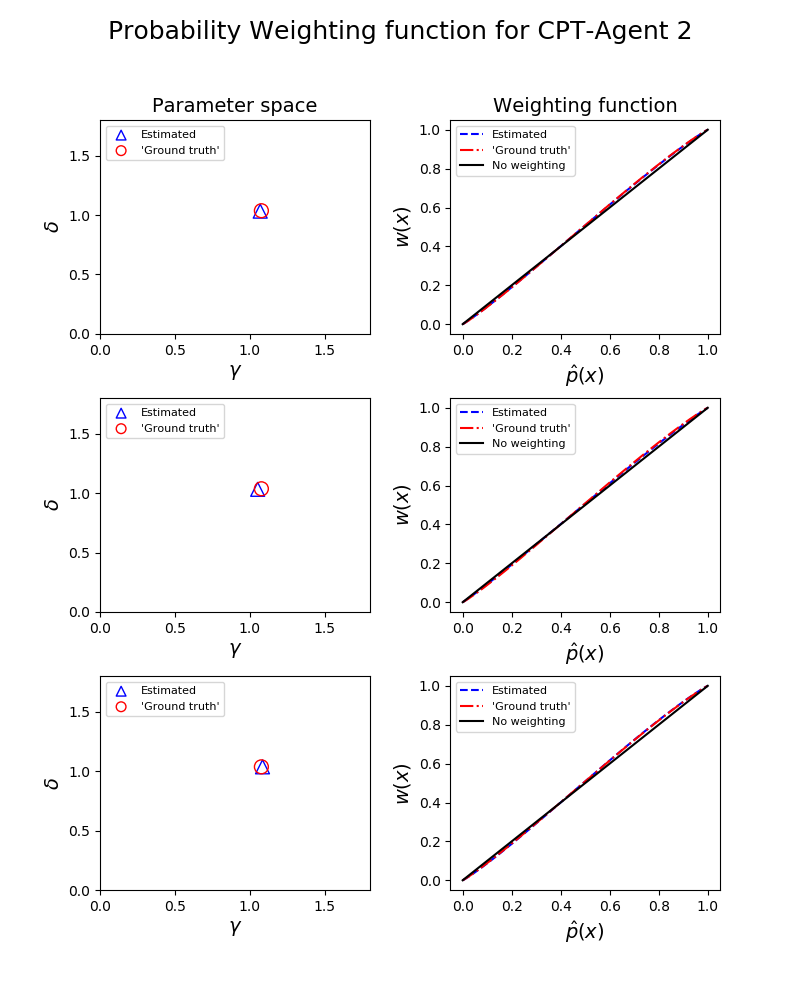 Probability Weighting function for CPT-Agent 2
Parameter space
Weighting function
Estimated
'Ground truth'
1.5
1.0
0.5
0.0
δ
0.0 0.5 1.0 1.5
γ
Estimated
'Ground truth'
No weighting
1.0
0.8
0.6
0.4
0.2
0.0
w(x)
0.0 0.2 0.4 0.6 0.8 1.0
p̂(x)
Estimated
'Ground truth'
1.5
1.0
0.5
0.0
δ
0.0 0.5 1.0 1.5
γ
Estimated
'Ground truth'
No weighting
1.0
0.8
0.6
0.4
0.2
0.0
w(x)
0.0 0.2 0.4 0.6 0.8 1.0
p̂(x)
Estimated
'Ground truth'
1.5
1.0
0.5
0.0
δ
0.0 0.5 1.0 1.5
γ
Estimated
'Ground truth'
No weighting
1.0
0.8
0.6
0.4
0.2
0.0
w(x)
0.0 0.2 0.4 0.6 0.8 1.0
p̂(x)